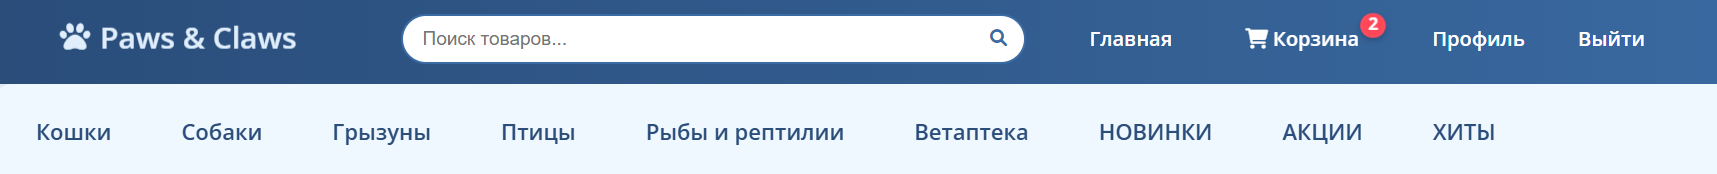 Paws & Claws Поиск товаров... Главная Корзина 2 Профиль Выйти
Кошки Собаки Грызуны Птицы Рыбы и рептилии Ветаптека НОВИНКИ АКЦИИ ХИТЫ